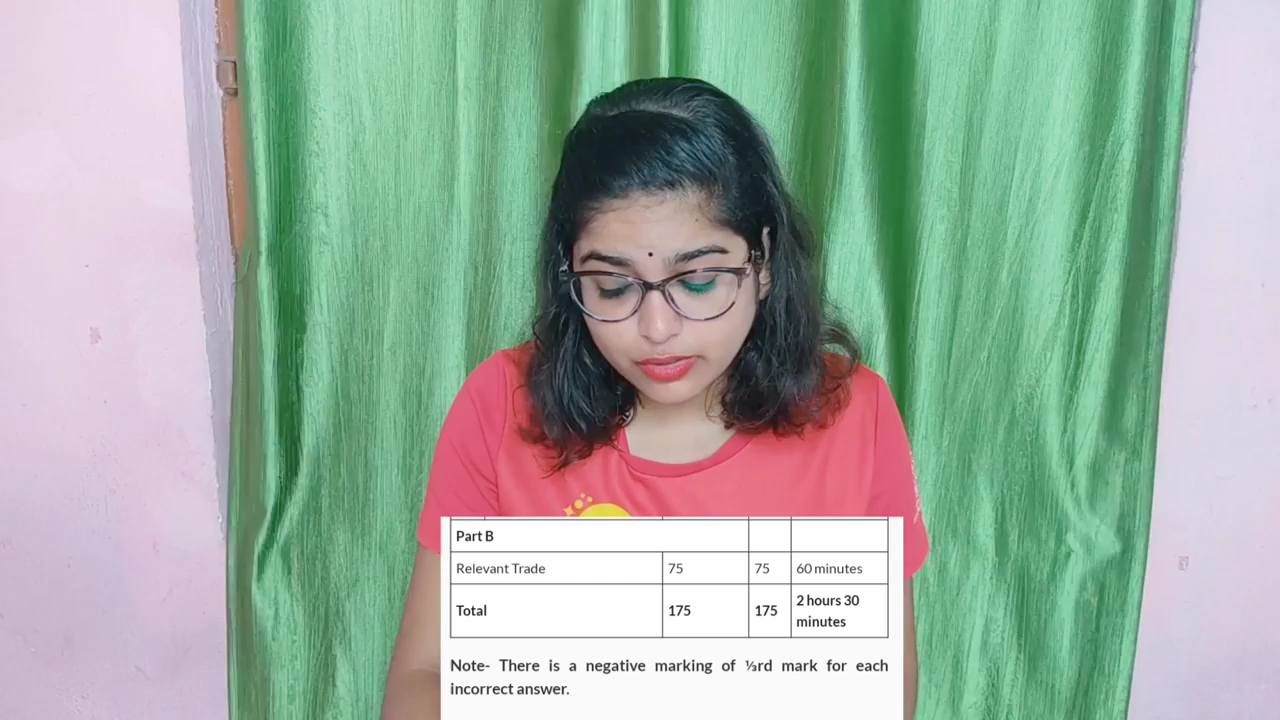 Part B
Relevant Trade 75 75 60 minutes
Total 175 175 2 hours 30
minutes
Note- There is a negative marking of ⅓rd mark for each
incorrect answer.